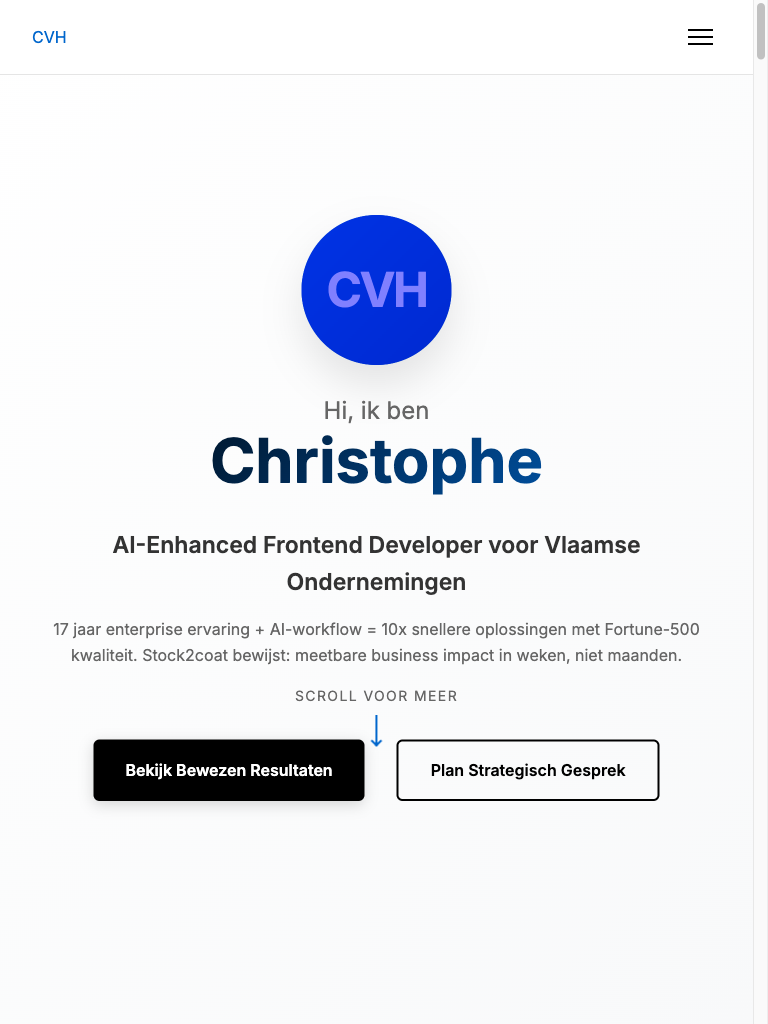 CVH
CVH
Hi, ik ben
Christophe
AI-Enhanced Frontend Developer voor Vlaamse
Ondernemingen
17 jaar enterprise ervaring + AI-workflow = 10x snellere oplossingen met Fortune-500
kwaliteit. Stock2coat bewijst: meetbare business impact in weken, niet maanden.
SCROLL VOOR MEER
Bekijk Bewezen Resultaten
Plan Strategisch Gesprek